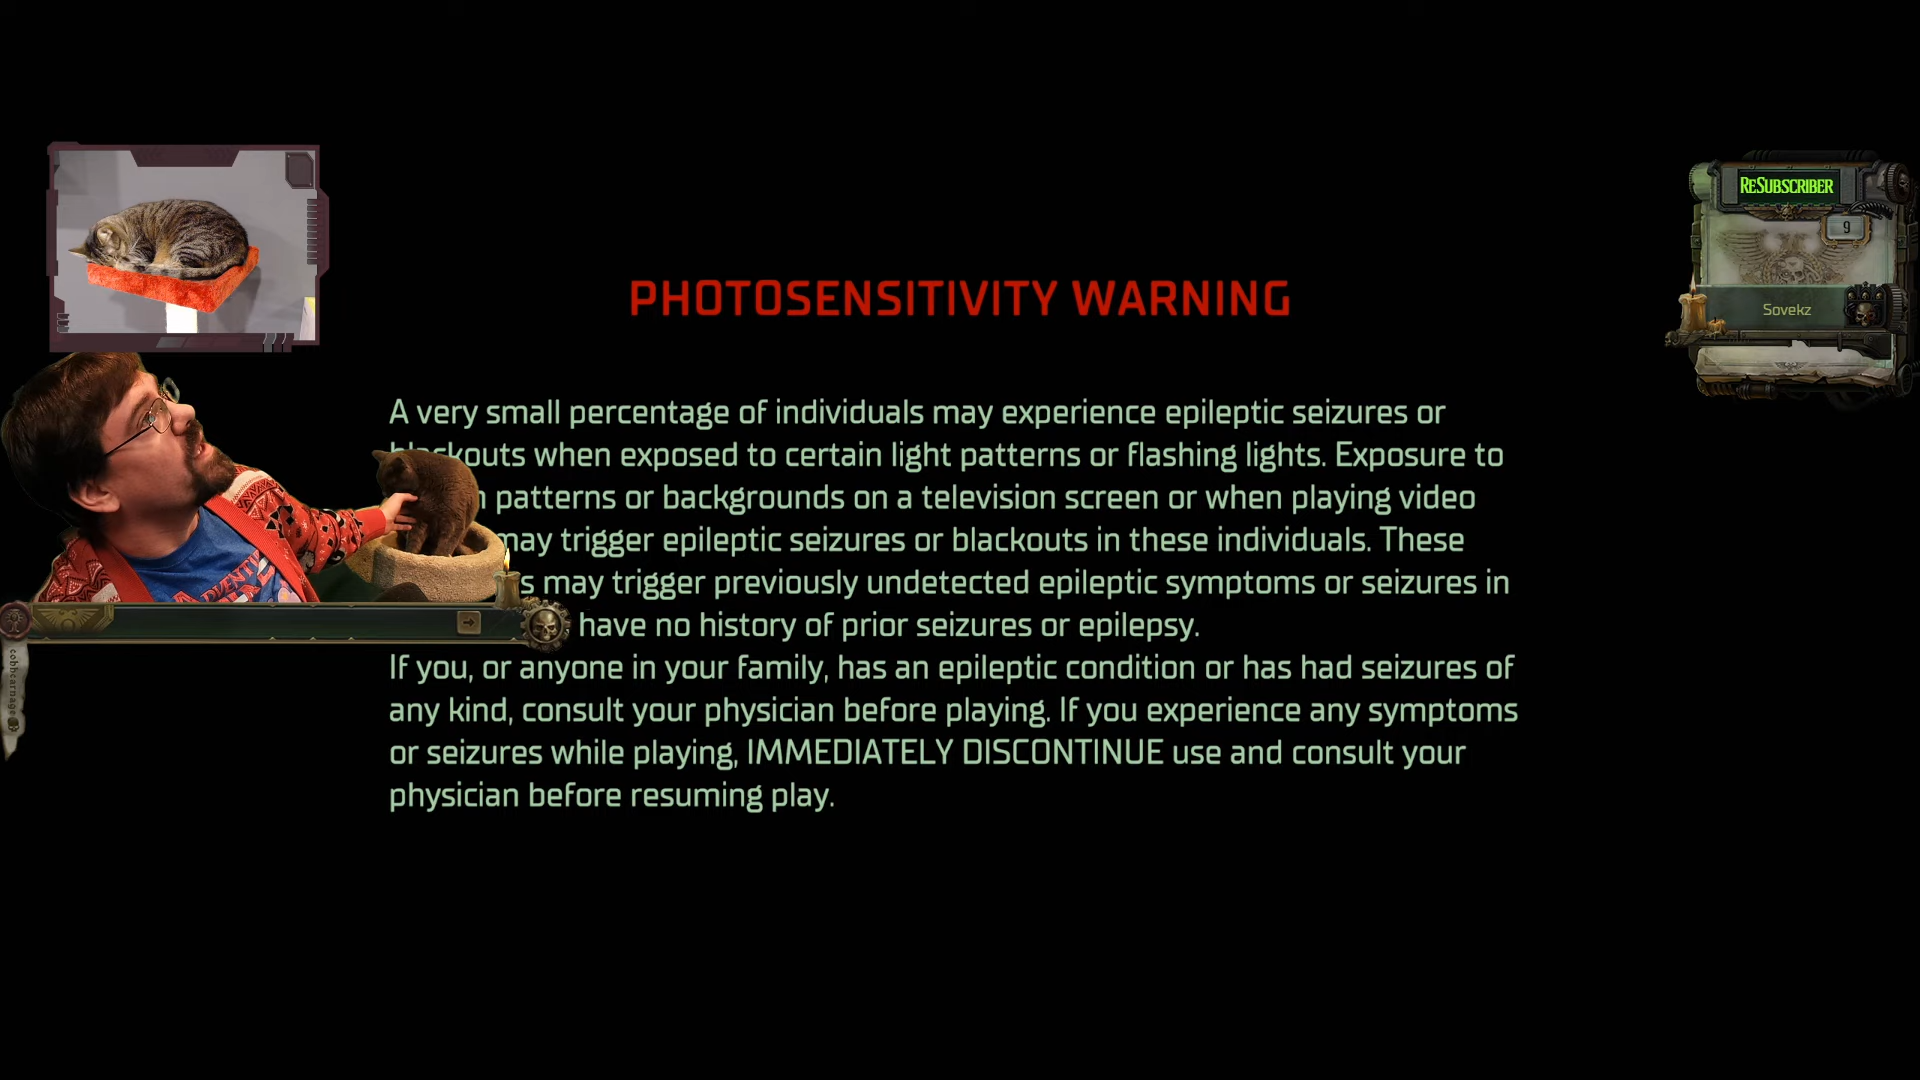 ReSubscriber
9
Sovekz
PHOTOSENSITIVITY WARNING
A very small percentage of individuals may experience epileptic seizures or
kouts when exposed to certain light patterns or flashing lights. Exposure to
patterns or backgrounds on a television screen or when playing video
may trigger epileptic seizures or blackouts in these individuals. These
s may trigger previously undetected epileptic symptoms or seizures in
have no history of prior seizures or epilepsy.
If you, or anyone in your family, has an epileptic condition or has had seizures of
any kind, consult your physician before playing. If you experience any symptoms
or seizures while playing, IMMEDIATELY DISCONTINUE use and consult your
physician before resuming play.
cobhcarnage